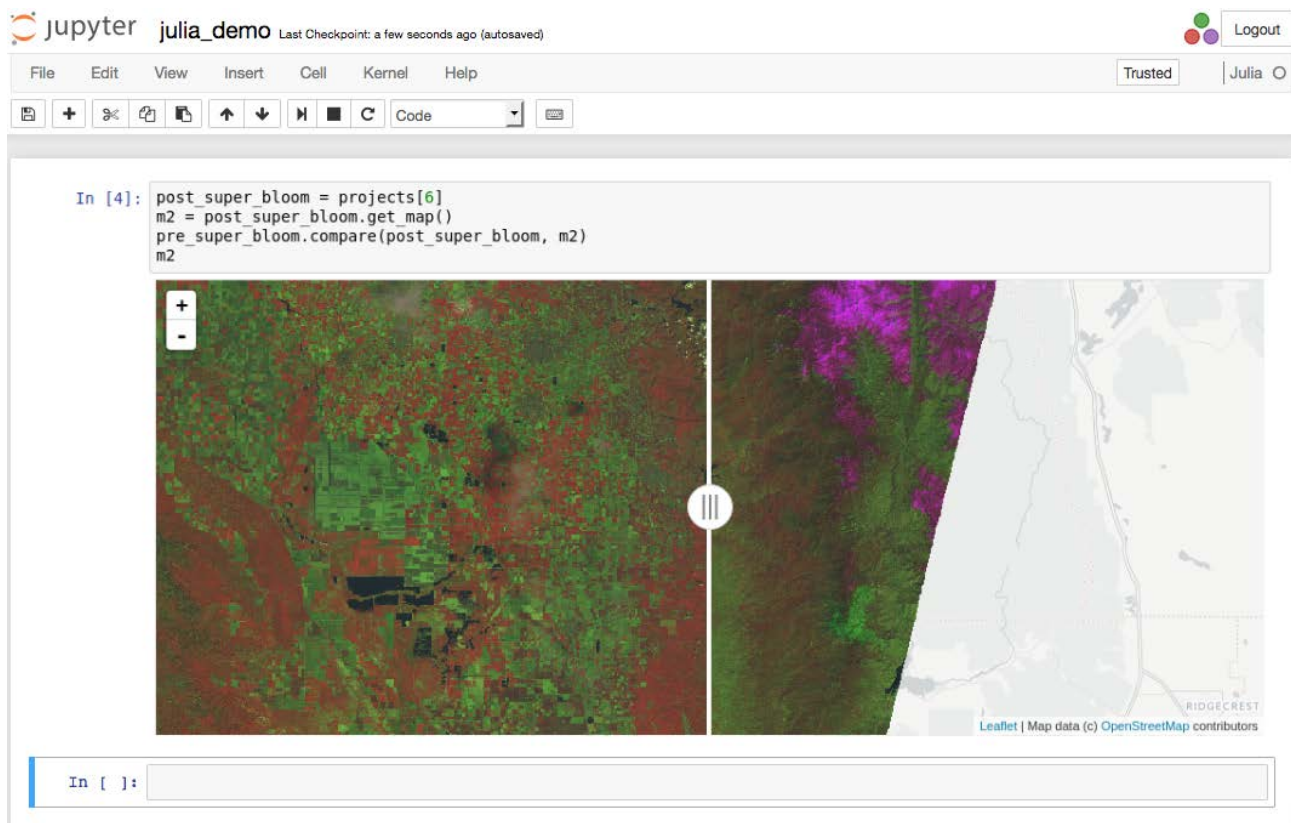 jupyter julia_demo Last Checkpoint: a few seconds ago (autosaved)
Logout
File Edit View Insert Cell Kernel Help
Trusted Julia
Code
In [4]: post_super_bloom = projects[6]
m2 = post_super_bloom.get_map()
pre_super_bloom.compare(post_super_bloom, m2)
m2
+
-
RIDGECREST
Leaflet | Map data (c) OpenStreetMap contributors
In [ ]: